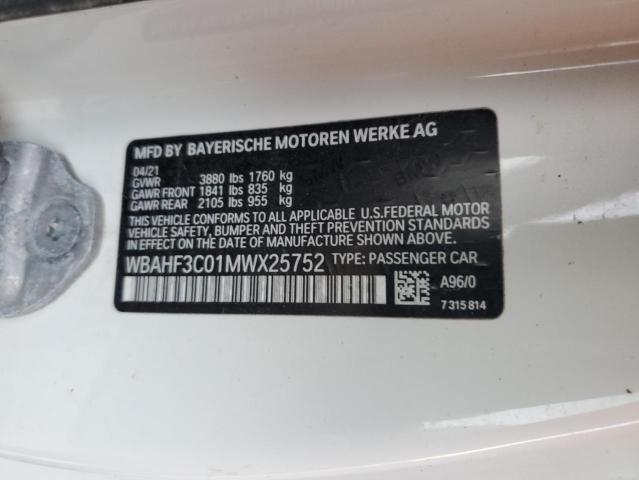 MFD BY BAYERISCHE MOTOREN WERKE AG
04/21
GVWR 3880 lbs 1760 kg
GAWR FRONT 1841 lbs 835 kg
GAWR REAR 2105 lbs 955 kg
THIS VEHICLE CONFORMS TO ALL APPLICABLE U.S.FEDERAL MOTOR
VEHICLE SAFETY, BUMPER, AND THEFT PREVENTION STANDARDS
IN EFFECT ON THE DATE OF MANUFACTURE SHOWN ABOVE.
WBAHF3C01MWX25752 TYPE: PASSENGER CAR
A96/0
7 315 814